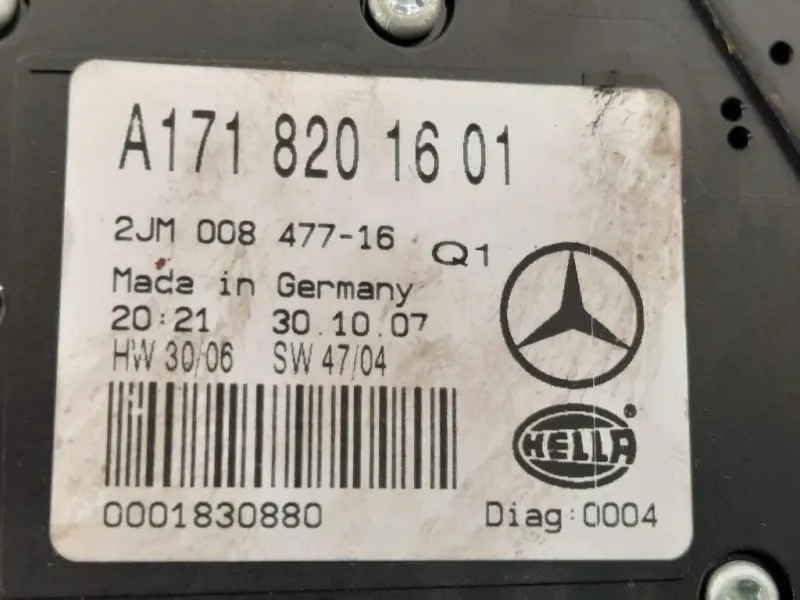 A171 820 16 01
2JM 008 477-16 Q1
Made in Germany
20:21 30.10.07
HW 30/06 SW 47/04
HELLA ®
0001830880 Diag:0004